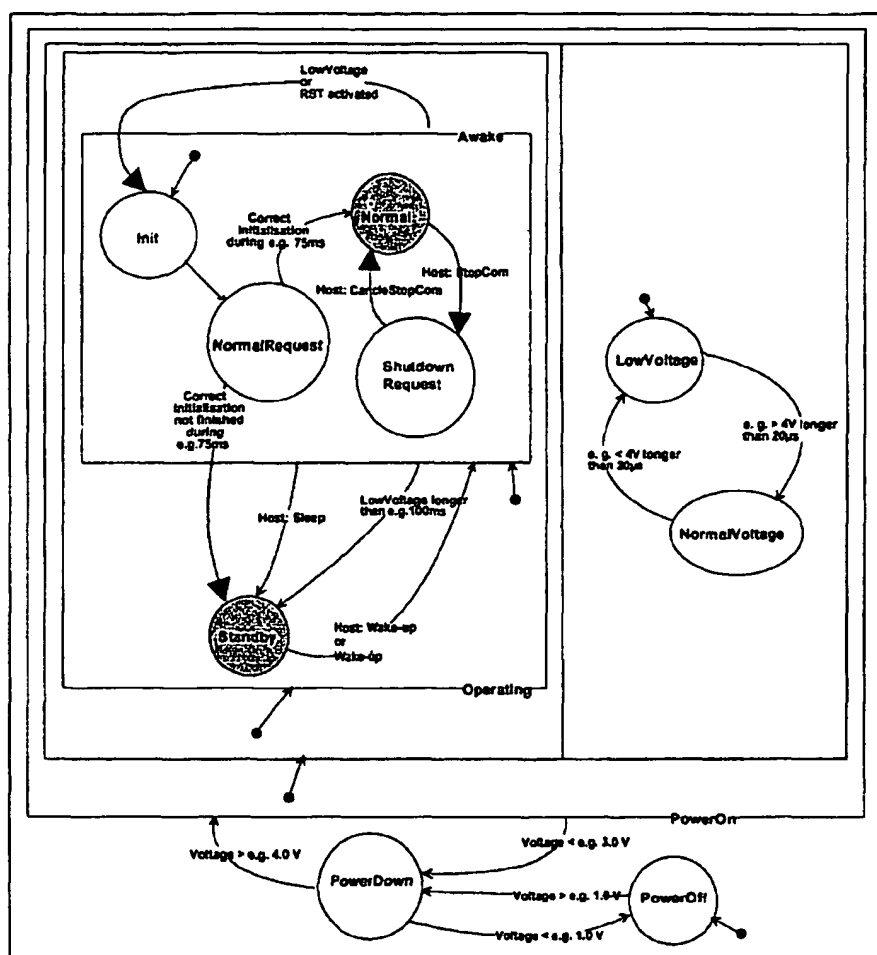 LowVoltage
or
RST activated
Awake
Init
Correct
Initialisation
during e.g. 75ms
Normal
Host: StopCom
Host: CancleStopCom
NormalRequest
Shutdown
Request
Correct
Initialisation
not finished
during
e.g.75ms
Host: Sleep
LowVoltage longer
than e.g.100ms
Standby
Host: Wake-up
or
Wake-up
Operating
LowVoltage
e. g. > 4V longer
than 20µs
e. g. < 4V longer
than 30µs
NormalVoltage
PowerOn
Voltage > e.g. 4.0 V
Voltage < e.g. 3.0 V
PowerDown
Voltage > e.g. 1.0 V
PowerOff
Voltage < e.g. 1.0 V